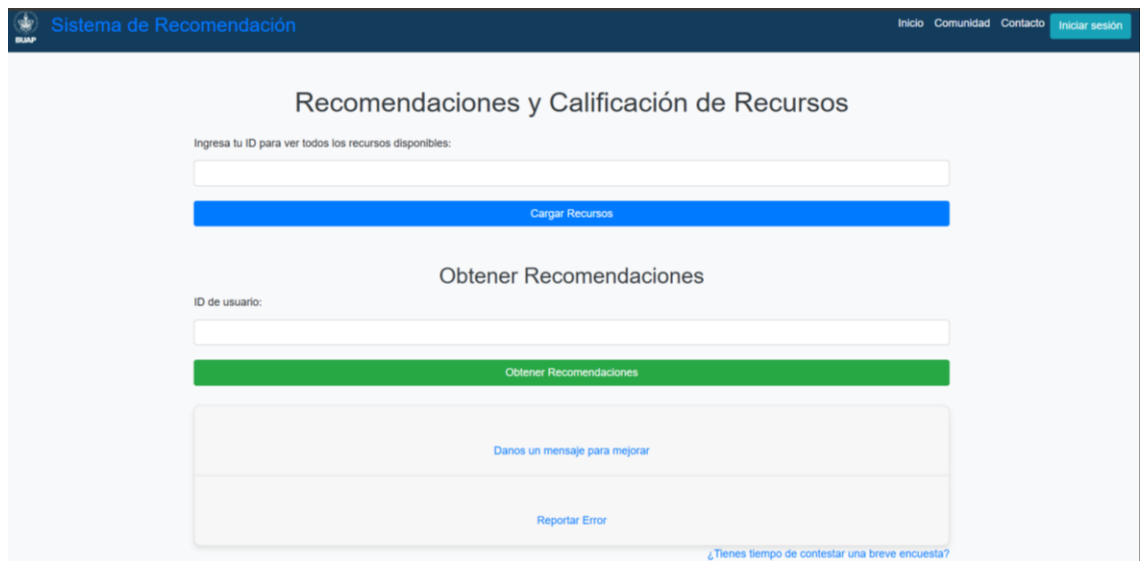 BUAP
Sistema de Recomendación
Inicio Comunidad Contacto Iniciar sesión
Recomendaciones y Calificación de Recursos
Ingresa tu ID para ver todos los recursos disponibles:
Cargar Recursos
Obtener Recomendaciones
ID de usuario:
Obtener Recomendaciones
Danos un mensaje para mejorar
Reportar Error
¿Tienes tiempo de contestar una breve encuesta?